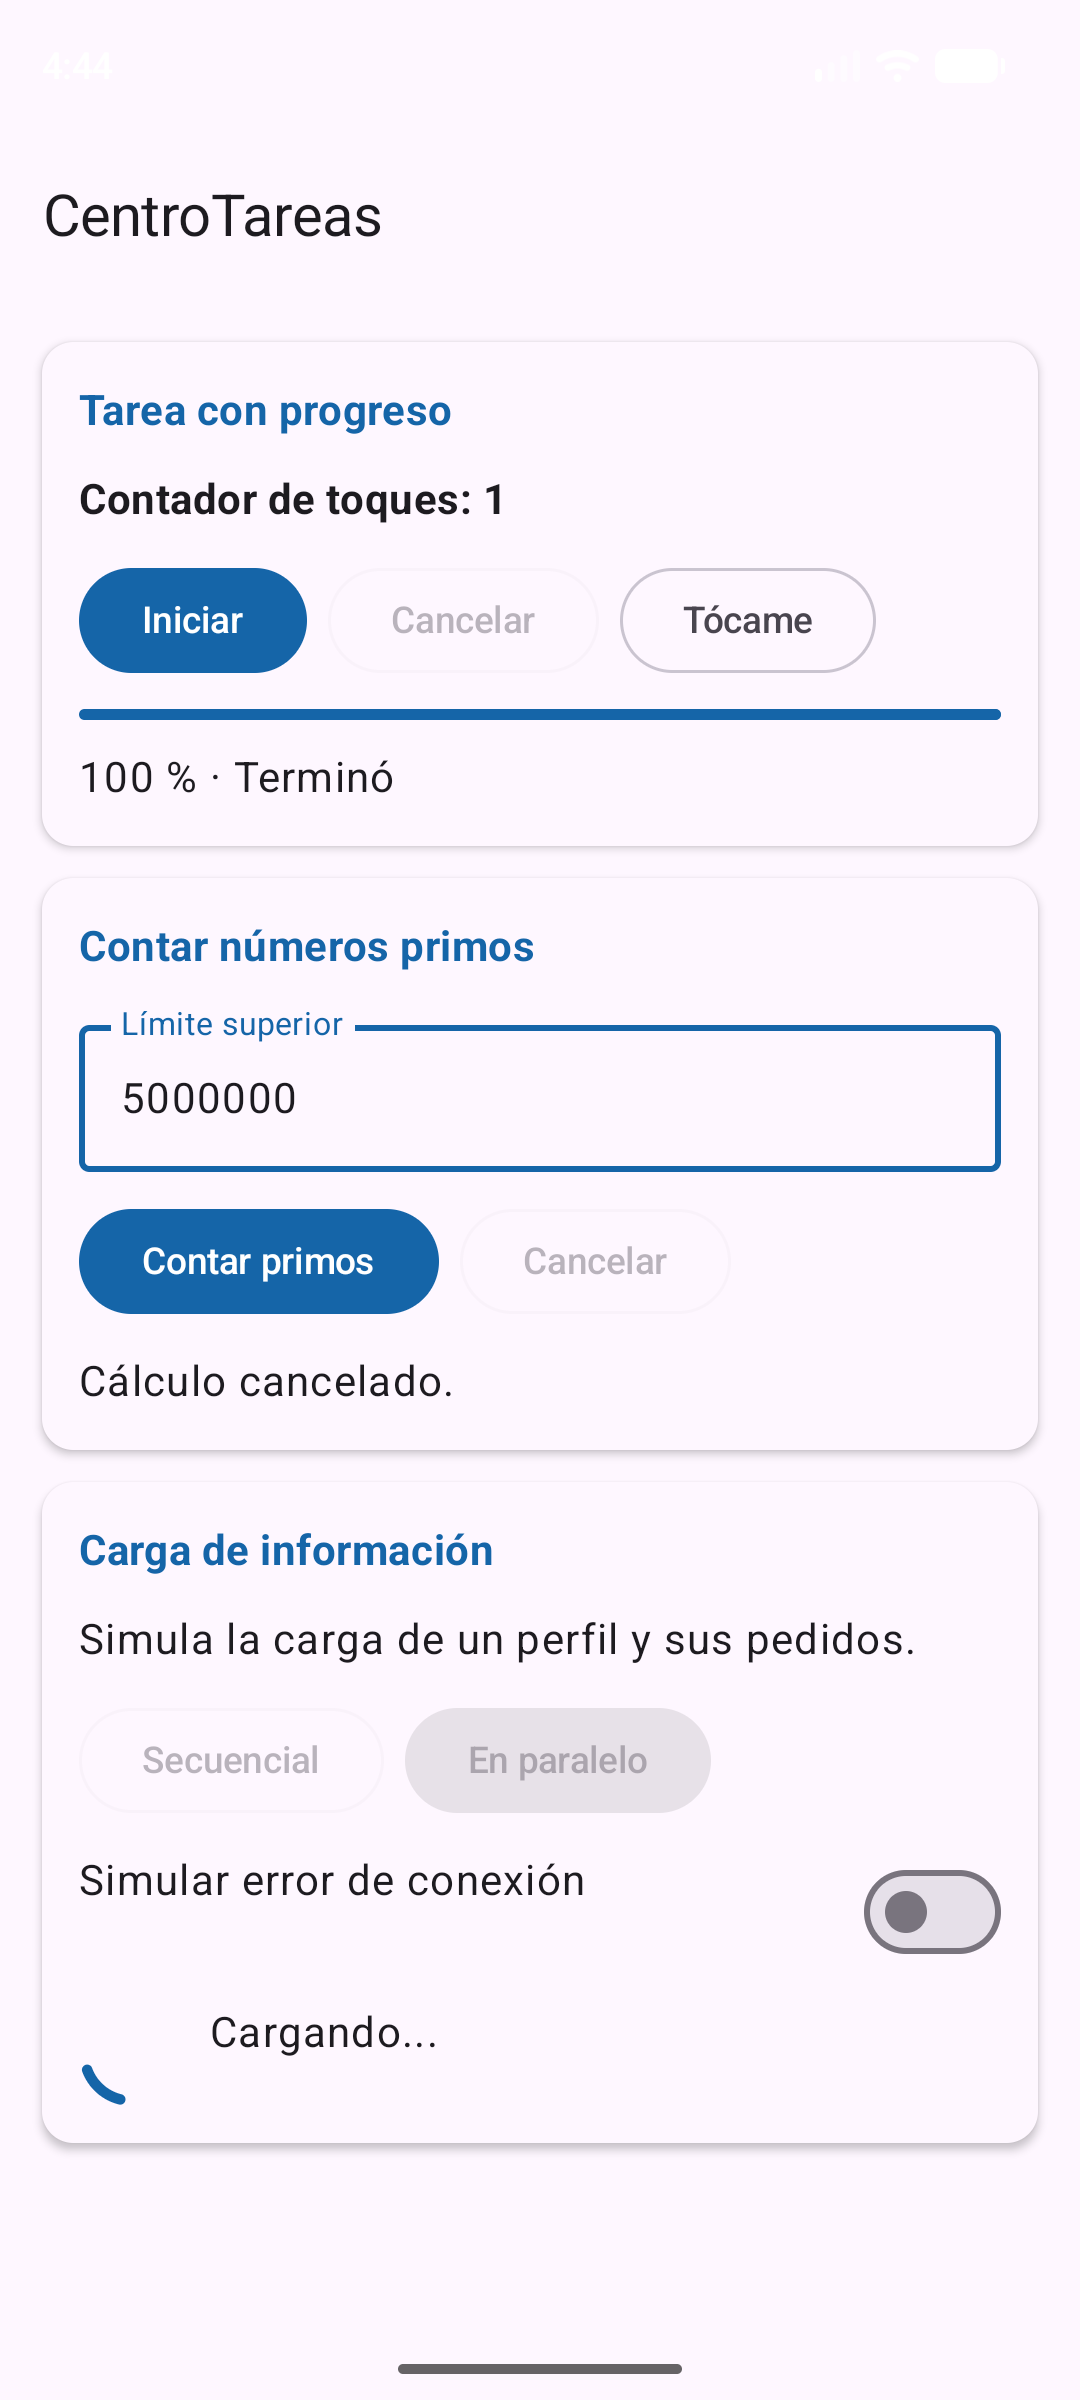 4:44
CentroTareas
Tarea con progreso
Contador de toques: 1
Iniciar
Cancelar
Tócame
100 % · Terminó
Contar números primos
Límite superior
5000000
Contar primos
Cancelar
Cálculo cancelado.
Carga de información
Simula la carga de un perfil y sus pedidos.
Secuencial
En paralelo
Simular error de conexión
Cargando...